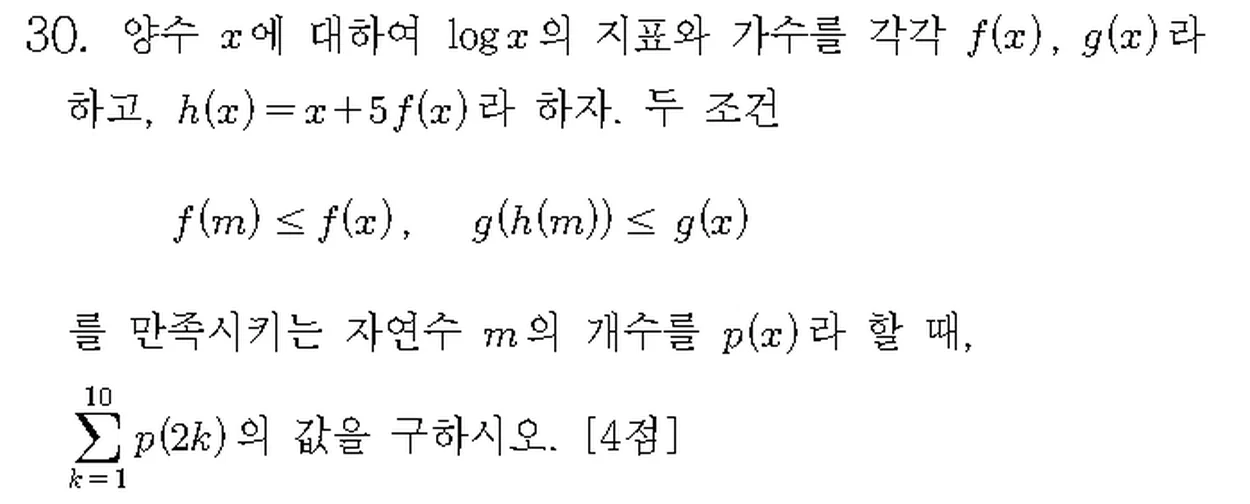 30. 양수 x에 대하여 log x의 지표와 가수를 각각 f(x), g(x)라
하고, h(x)=x+5f(x)라 하자. 두 조건
f(m) ≤ f(x), g(h(m)) ≤ g(x)
를 만족시키는 자연수 m의 개수를 p(x)라 할 때,
\sum_{k=1}^{10} p(2k)의 값을 구하시오. [4점]